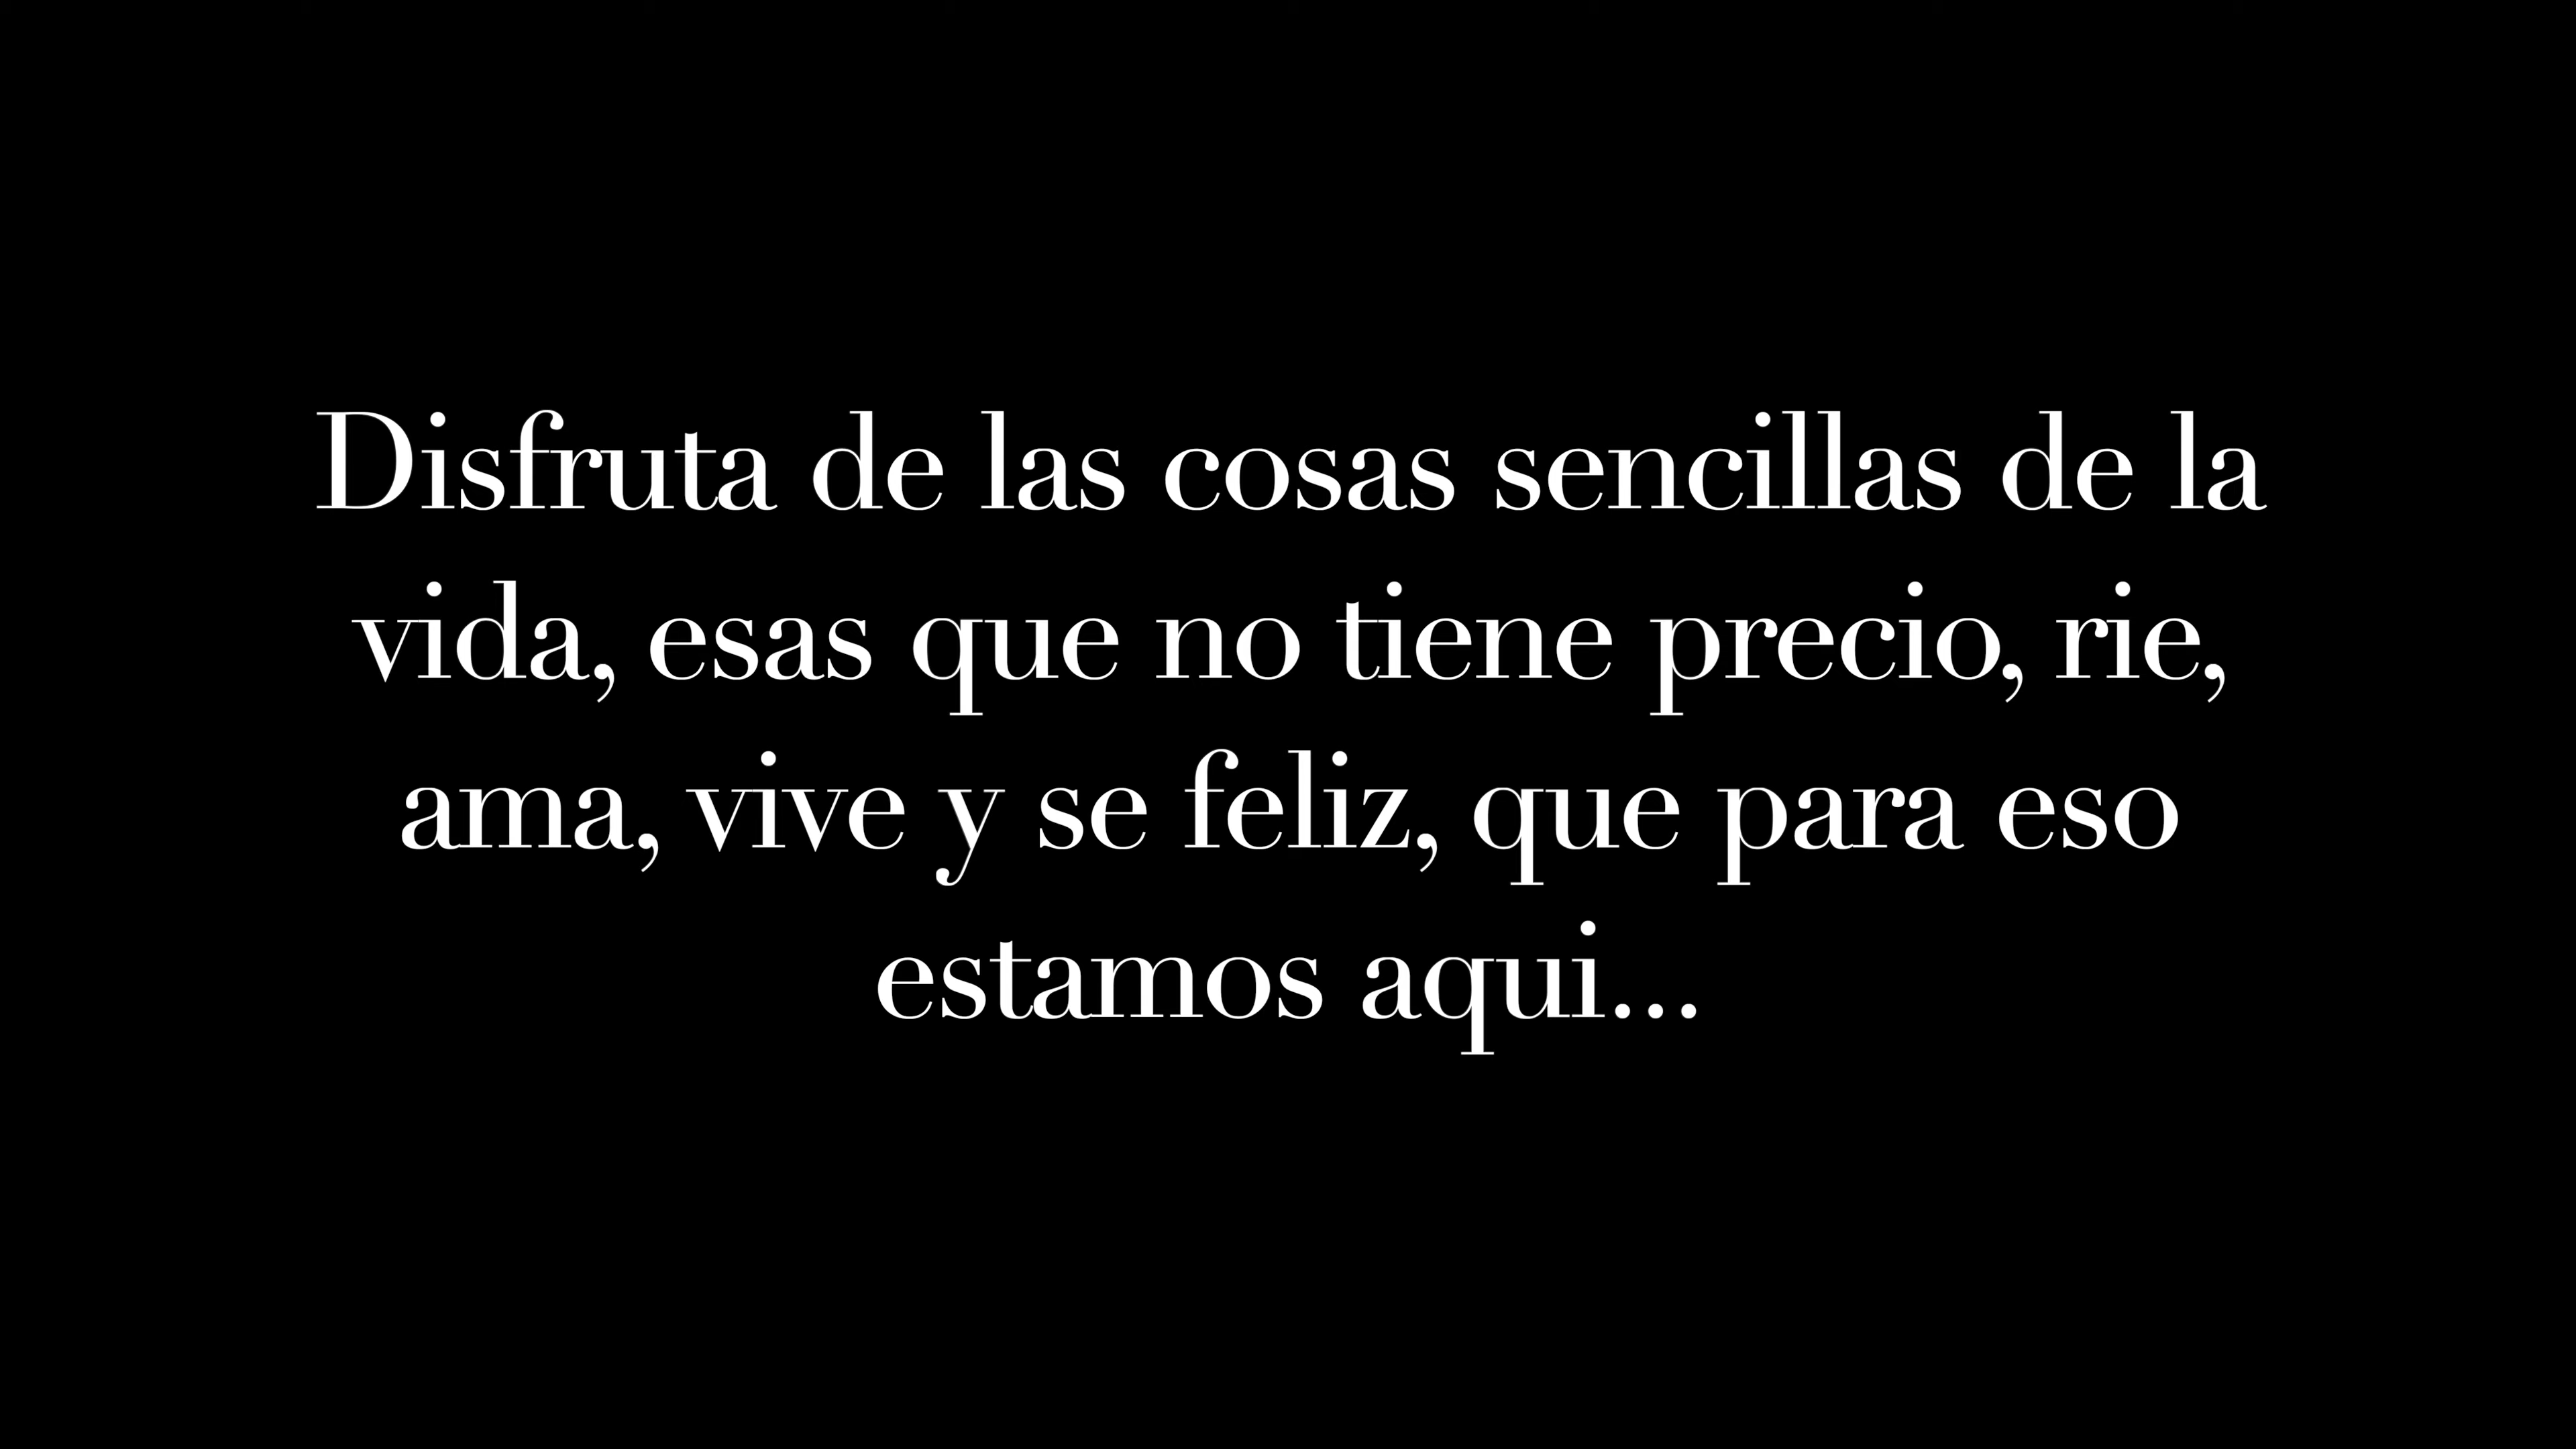 Disfruta de las cosas sencillas de la
vida, esas que no tiene precio, rie,
ama, vive y se feliz, que para eso
estamos aqui...